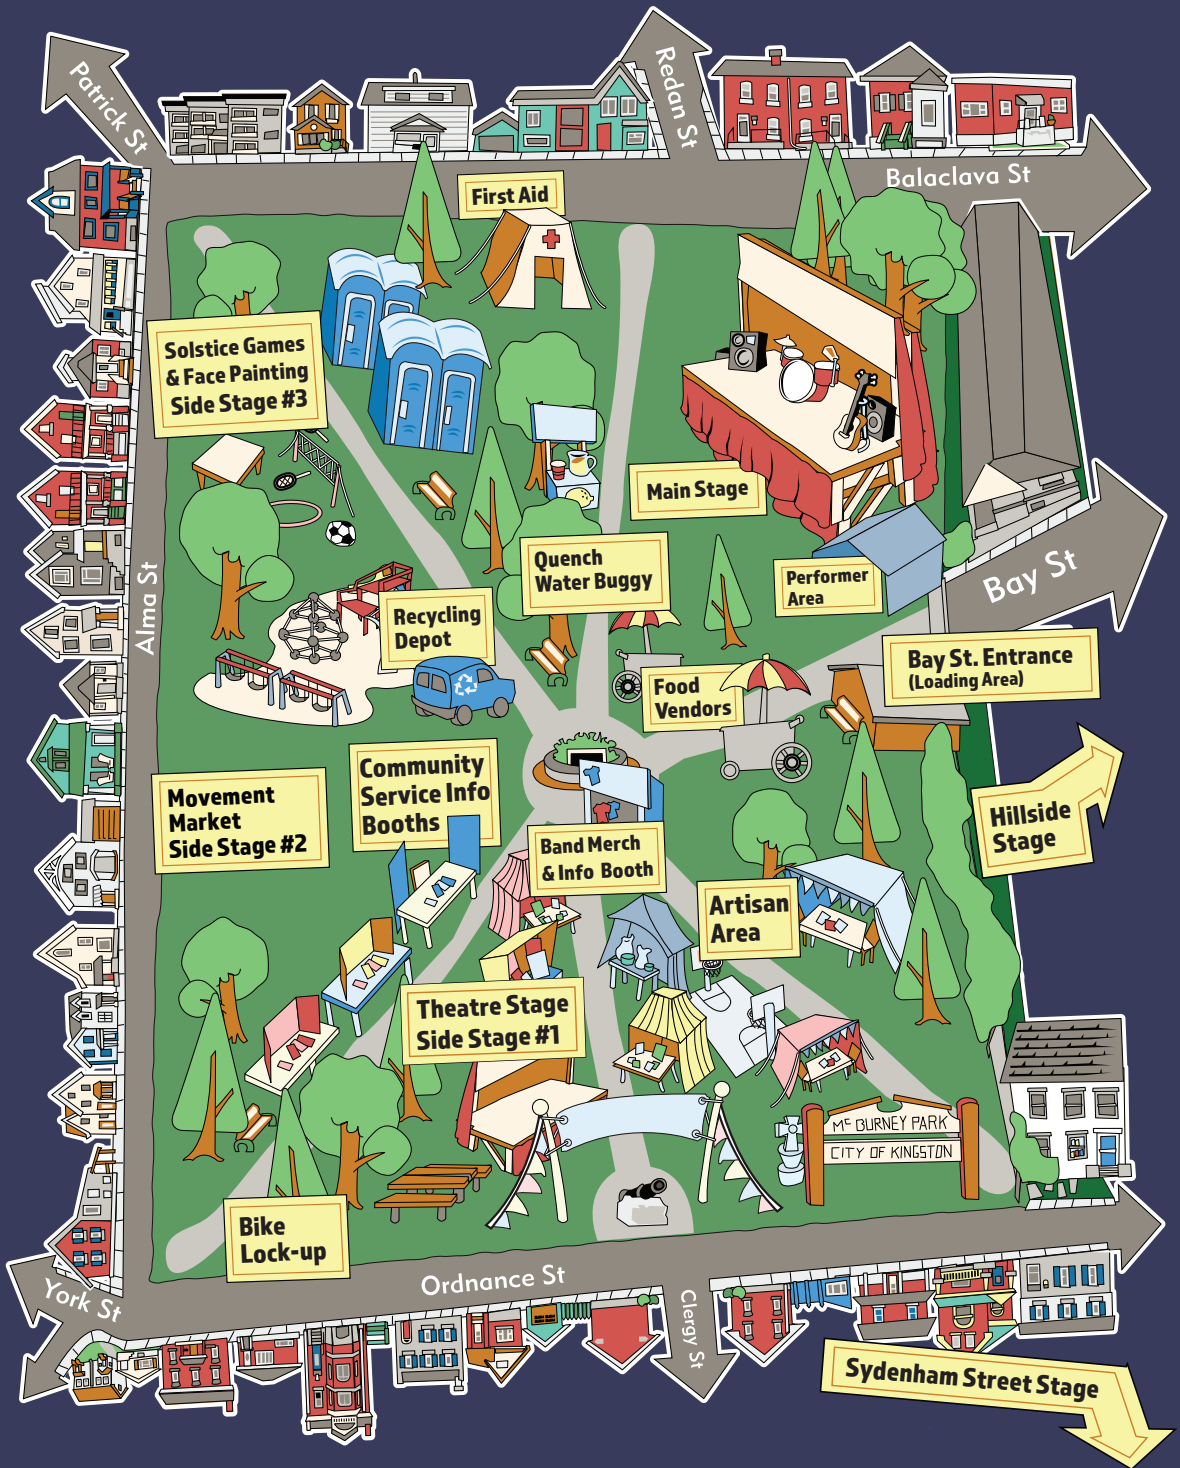 Patrick St
Redan St
Balaclava St
First Aid
Solstice Games
& Face Painting
Side Stage #3
Main Stage
Quench
Water Buggy
Performer
Area
Bay St
Alma St
Recycling
Depot
Bay St. Entrance
(Loading Area)
Food
Vendors
Community
Service Info
Booths
Movement
Market
Side Stage #2
Hillside
Stage
Band Merch
& Info Booth
Artisan
Area
Theatre Stage
Side Stage #1
Mc BURNEY PARK
CITY OF KINGSTON
Bike
Lock-up
York St
Ordnance St
Clergy St
Sydenham Street Stage